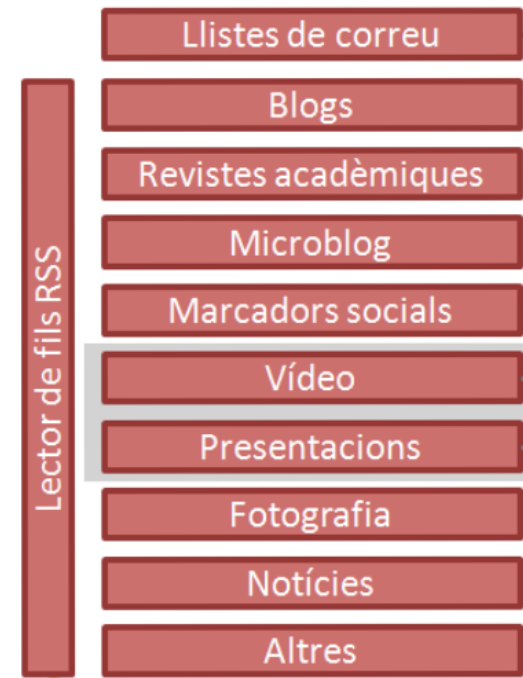 Llistes de correu
Lector de fils RSS
Blogs
Revistes acadèmiques
Microblog
Marcadors socials
Vídeo
Presentacions
Fotografia
Notícies
Altres